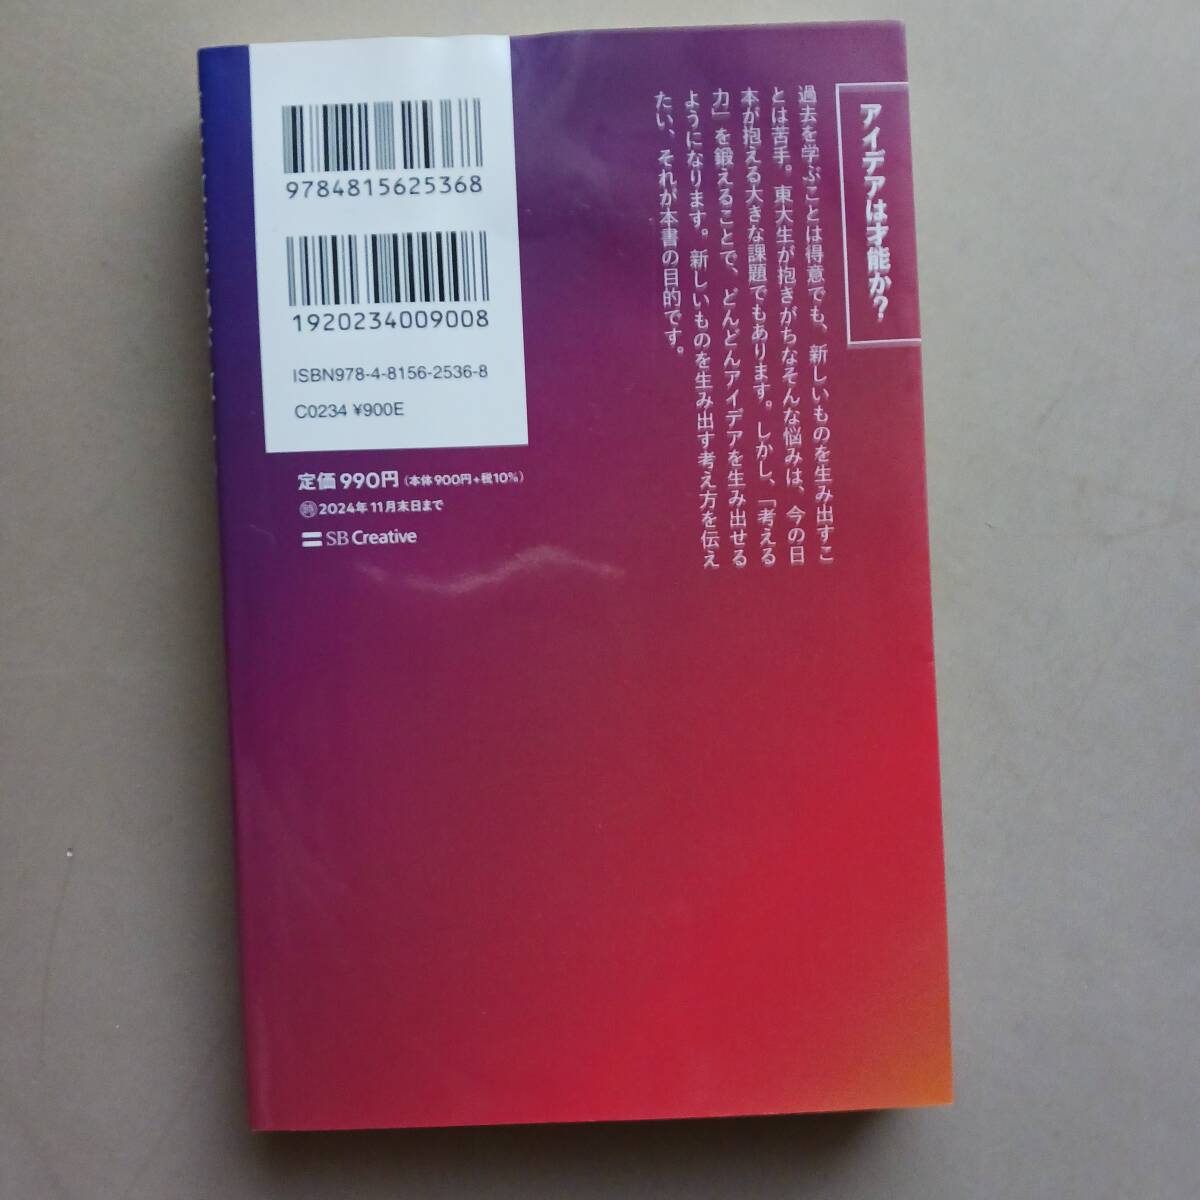 アイデアは才能か?
過去を学ぶことは得意でも、新しいものを生み出すこ
とは苦手。東大生が抱きがちなそんな悩みは、今の日
本が抱える大きな課題でもあります。しかし、「考える
力」を鍛えることで、どんどんアイデアを生み出せる
ようになります。新しいものを生み出す考え方を伝え
たい、それが本書の目的です。
9784815625368
1920234009008
ISBN978-4-8156-2536-8
C0234 ¥900E
定価 990円(本体 900円+税10%)
時 2024年11月末日まで
SB Creative